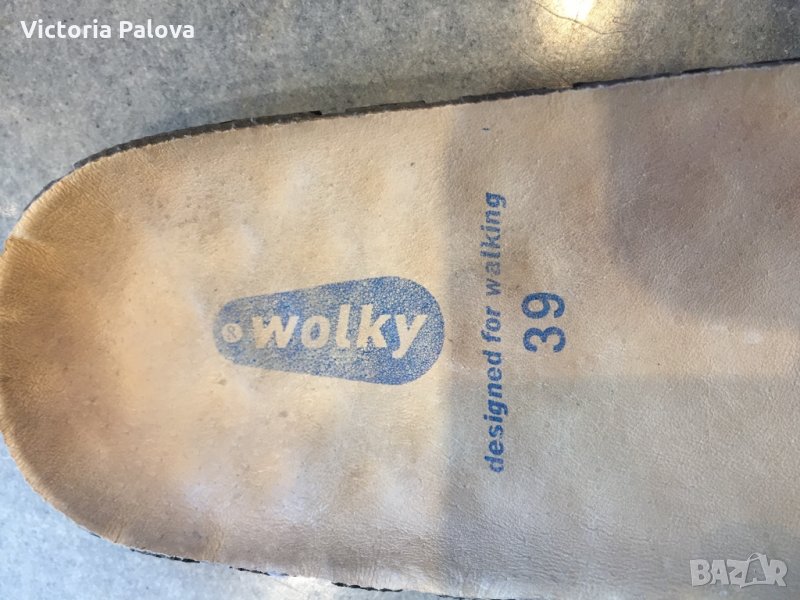 Victoria Palova
wolky
designed for walking
39
BAZAR